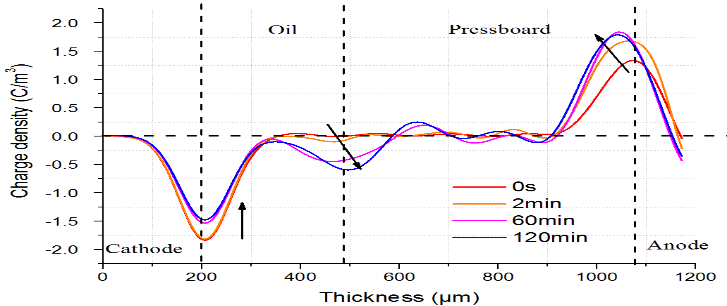 Oil Pressboard
Charge density (C/m³)
2.0
1.5
1.0
0.5
0.0
-0.5
-1.0
-1.5
-2.0
0s
2min
60min
120min
Cathode Anode
0 200 400 600 800 1000 1200
Thickness (μm)